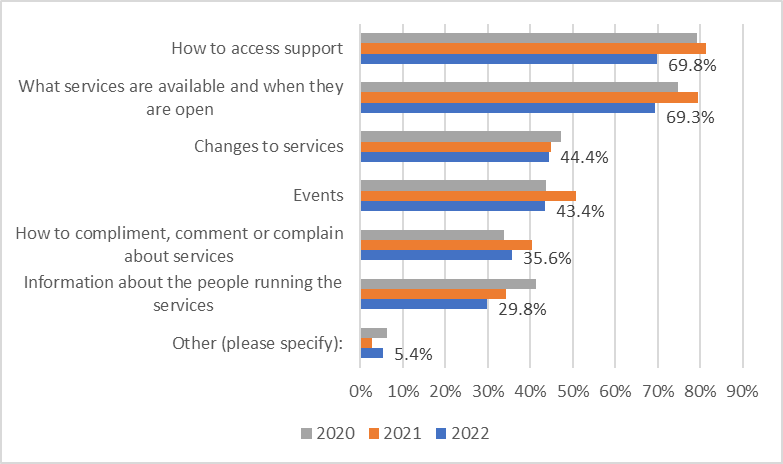 How to access support
69.8%
What services are available and when they
are open
69.3%
Changes to services
44.4%
Events
43.4%
How to compliment, comment or complain
about services
35.6%
Information about the people running the
services
29.8%
Other (please specify):
5.4%
0% 10% 20% 30% 40% 50% 60% 70% 80% 90%
2020 2021 2022